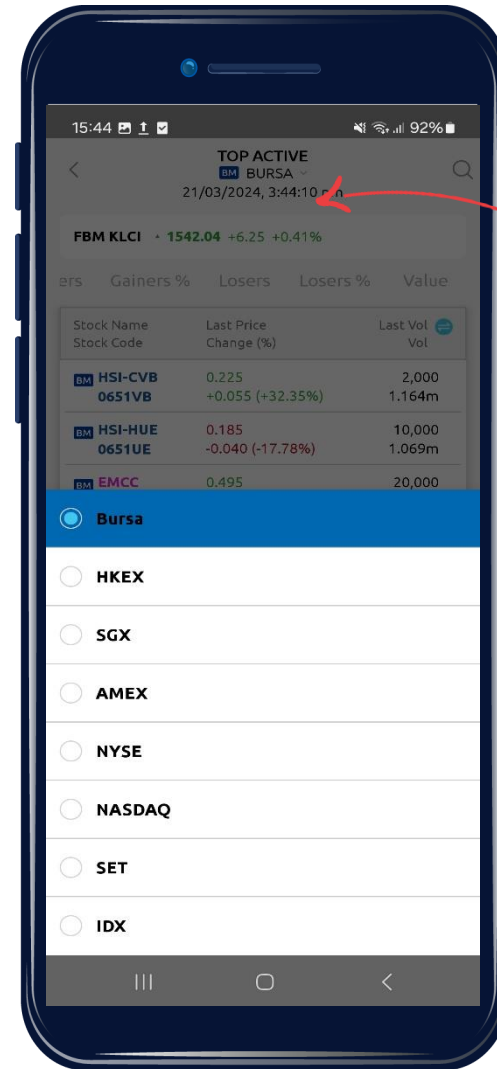 15:44 92%
TOP ACTIVE
BM BURSA
21/03/2024, 3:44:10 pm
FBM KLCI • 1542.04 +6.25 +0.41%
ers Gainers % Losers Losers % Value
Stock Name Last Price Last Vol
Stock Code Change (%) Vol
BM HSI-CVB 0.225 2,000
0651VB +0.055 (+32.35%) 1.164m
BM HSI-HUE 0.185 10,000
0651UE -0.040 (-17.78%) 1.069m
BM EMCC 0.495 20,000
Bursa
HKEX
SGX
AMEX
NYSE
NASDAQ
SET
IDX